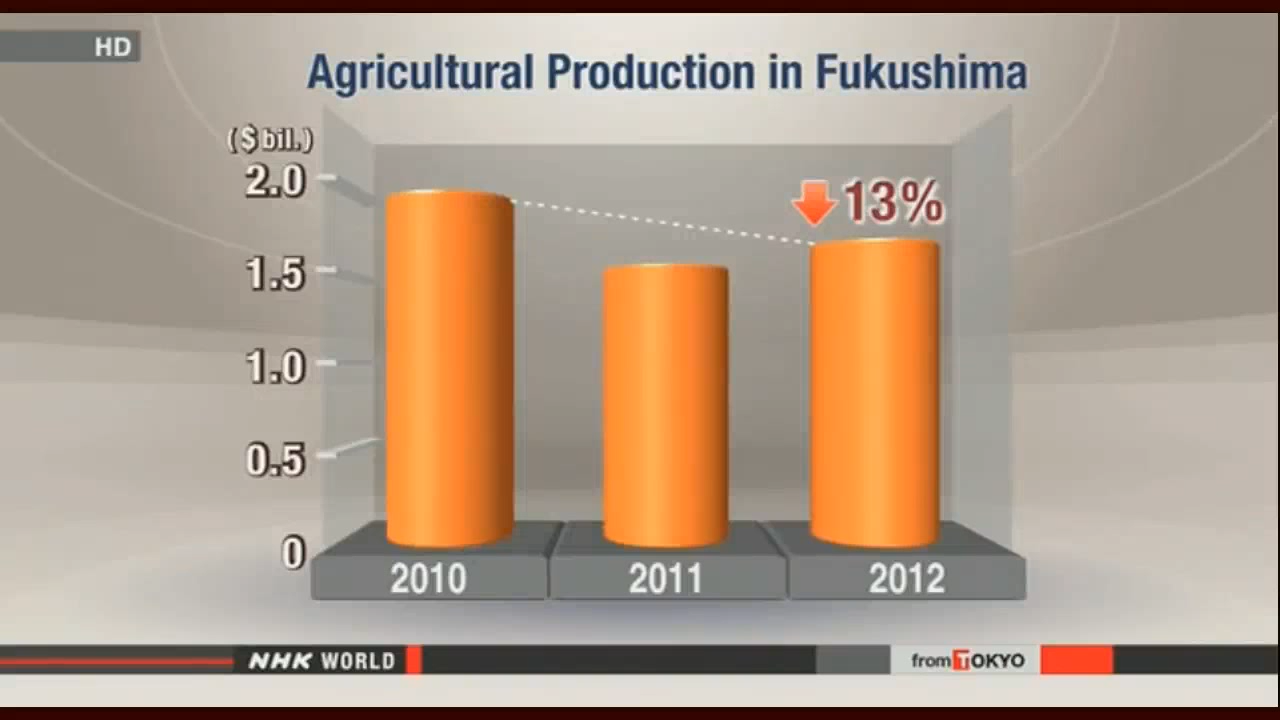 HD
Agricultural Production in Fukushima
($ bil.)
2.0
13%
1.5
1.0
0.5
0
2010 2011 2012
NHK WORLD
from TOKYO